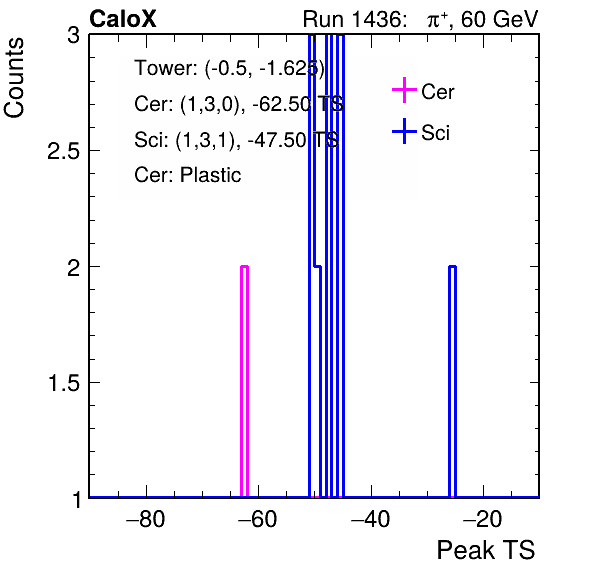 CaloX Run 1436: π+, 60 GeV
Counts
Tower: (-0.5, -1.625)
Cer: (1,3,0), -62.50 TS
Sci: (1,3,1), -47.50 TS
Cer: Plastic
Cer
Sci
3
2.5
2
1.5
1
−80 −60 −40 −20
Peak TS